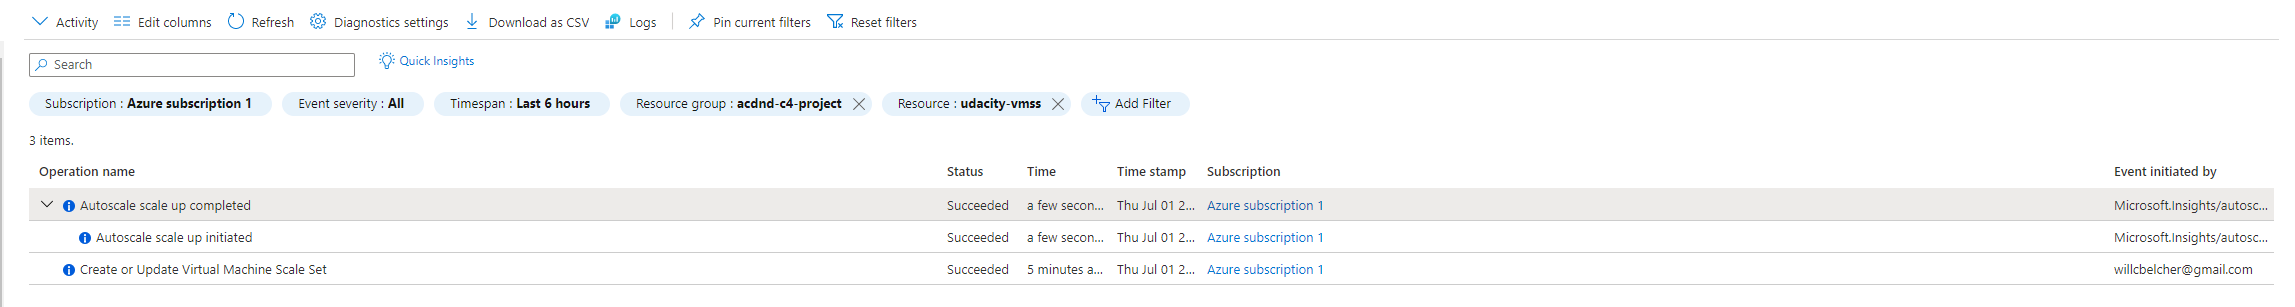 Activity Edit columns Refresh Diagnostics settings Download as CSV Logs Pin current filters Reset filters
Search Quick Insights
Subscription : Azure subscription 1 Event severity : All Timespan : Last 6 hours Resource group : acdnd-c4-project Resource : udacity-vmss Add Filter
3 items.
Operation name Status Time Time stamp Subscription Event initiated by
Autoscale scale up completed Succeeded a few secon... Thu Jul 01 2... Azure subscription 1 Microsoft.Insights/autosc...
Autoscale scale up initiated Succeeded a few secon... Thu Jul 01 2... Azure subscription 1 Microsoft.Insights/autosc...
Create or Update Virtual Machine Scale Set Succeeded 5 minutes a... Thu Jul 01 2... Azure subscription 1 willcbelcher@gmail.com